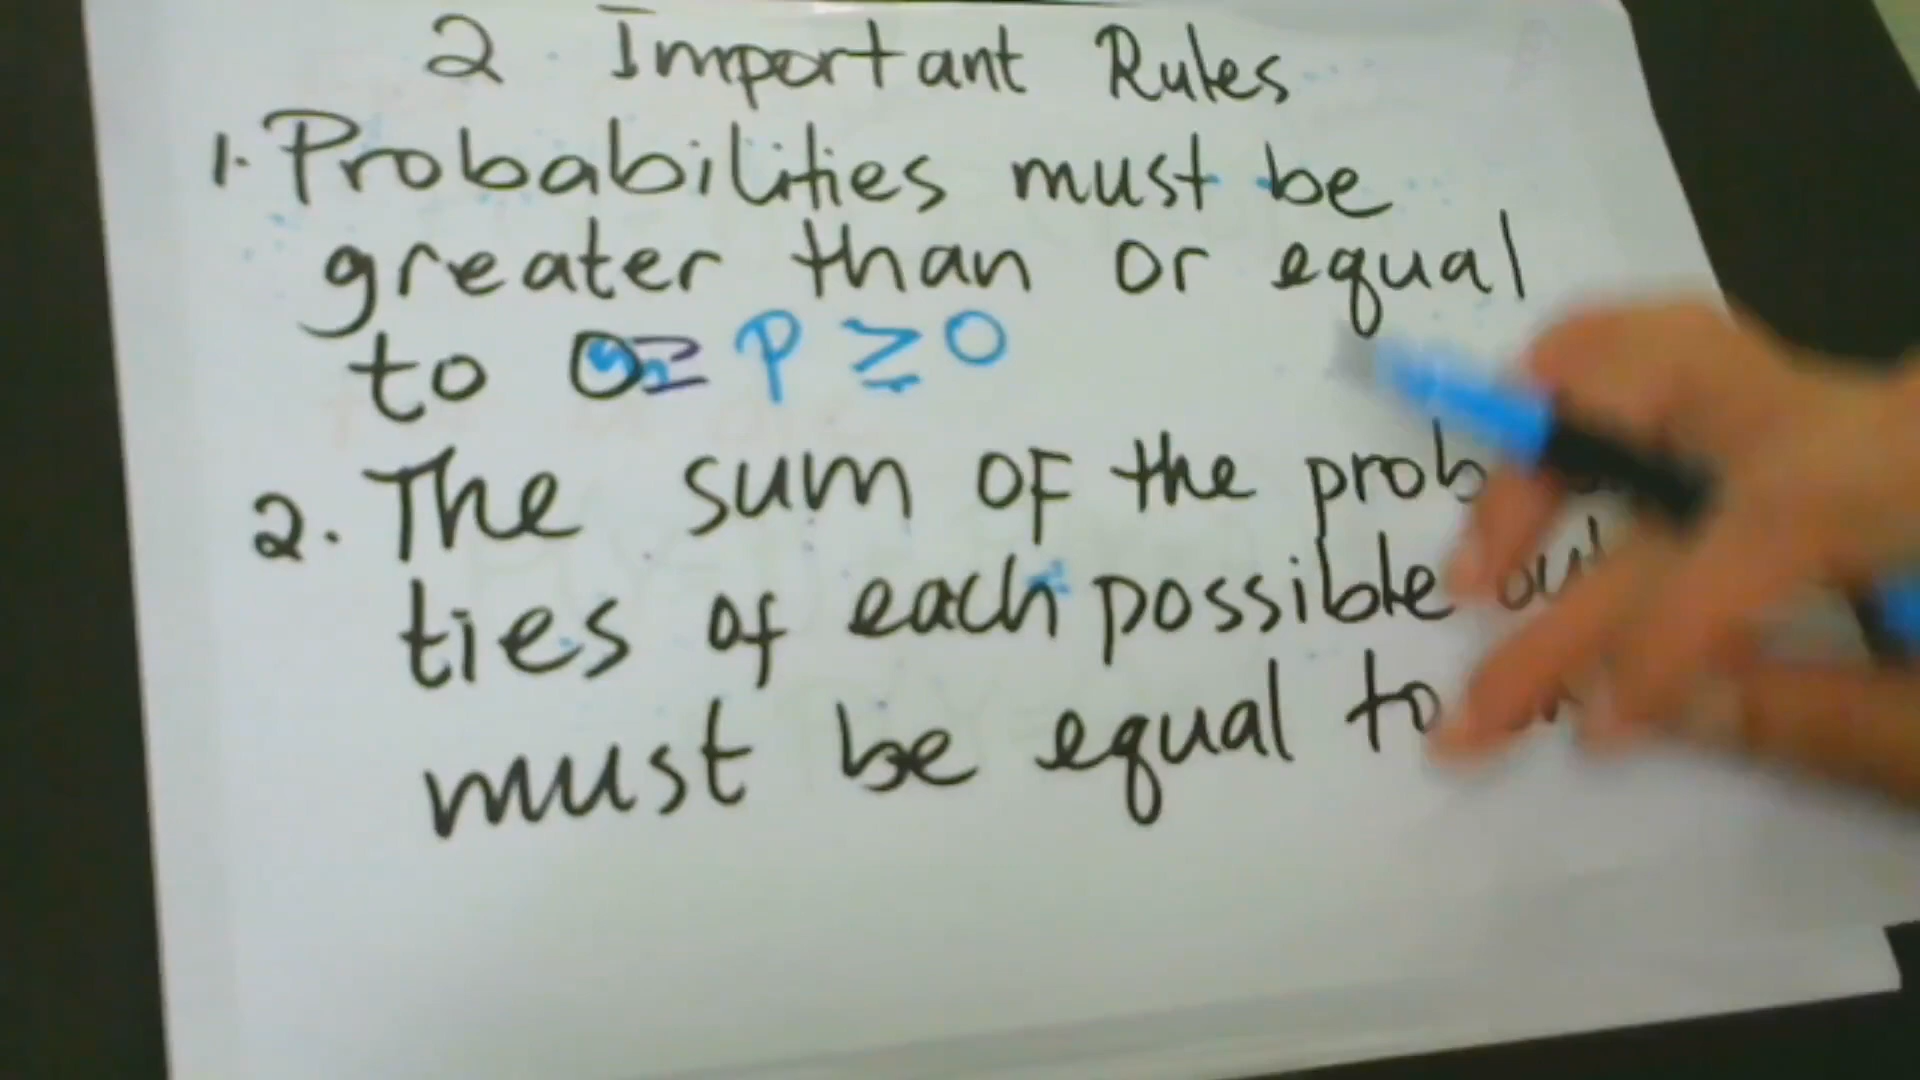 2 Important Rules
1. Probabilities must be
greater than or equal
to 0 ≥ P ≥ 0
2. The sum OF the prob
ties of each possible out
must be equal to